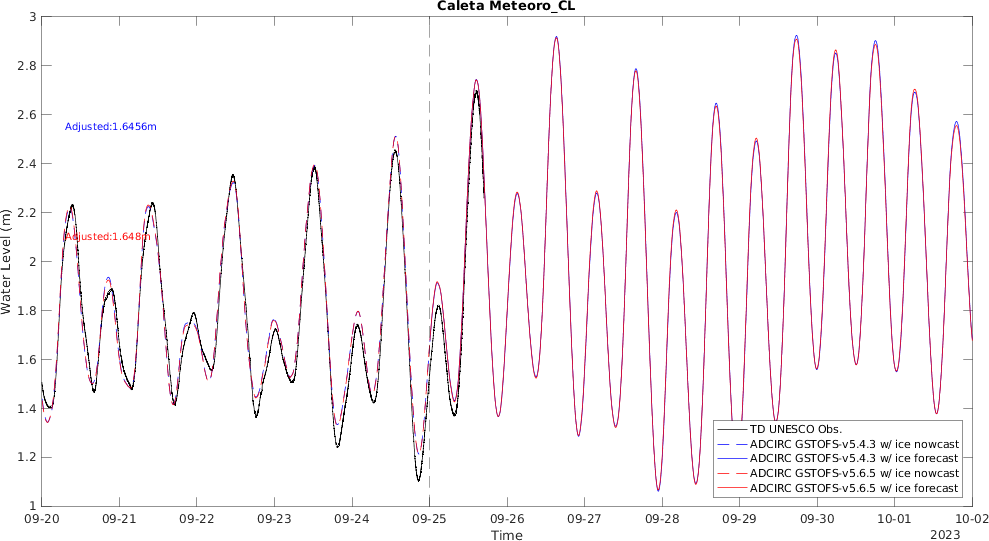 Caleta Meteoro_CL
Water Level (m)
3
2.8
2.6
2.4
2.2
2
1.8
1.6
1.4
1.2
1
Adjusted:1.6456m
Adjusted:1.648m
TD UNESCO Obs.
ADCIRC GSTOFS-v5.4.3 w/ ice nowcast
ADCIRC GSTOFS-v5.4.3 w/ ice forecast
ADCIRC GSTOFS-v5.6.5 w/ ice nowcast
ADCIRC GSTOFS-v5.6.5 w/ ice forecast
09-20 09-21 09-22 09-23 09-24 09-25 09-26 09-27 09-28 09-29 09-30 10-01 10-02
Time
2023